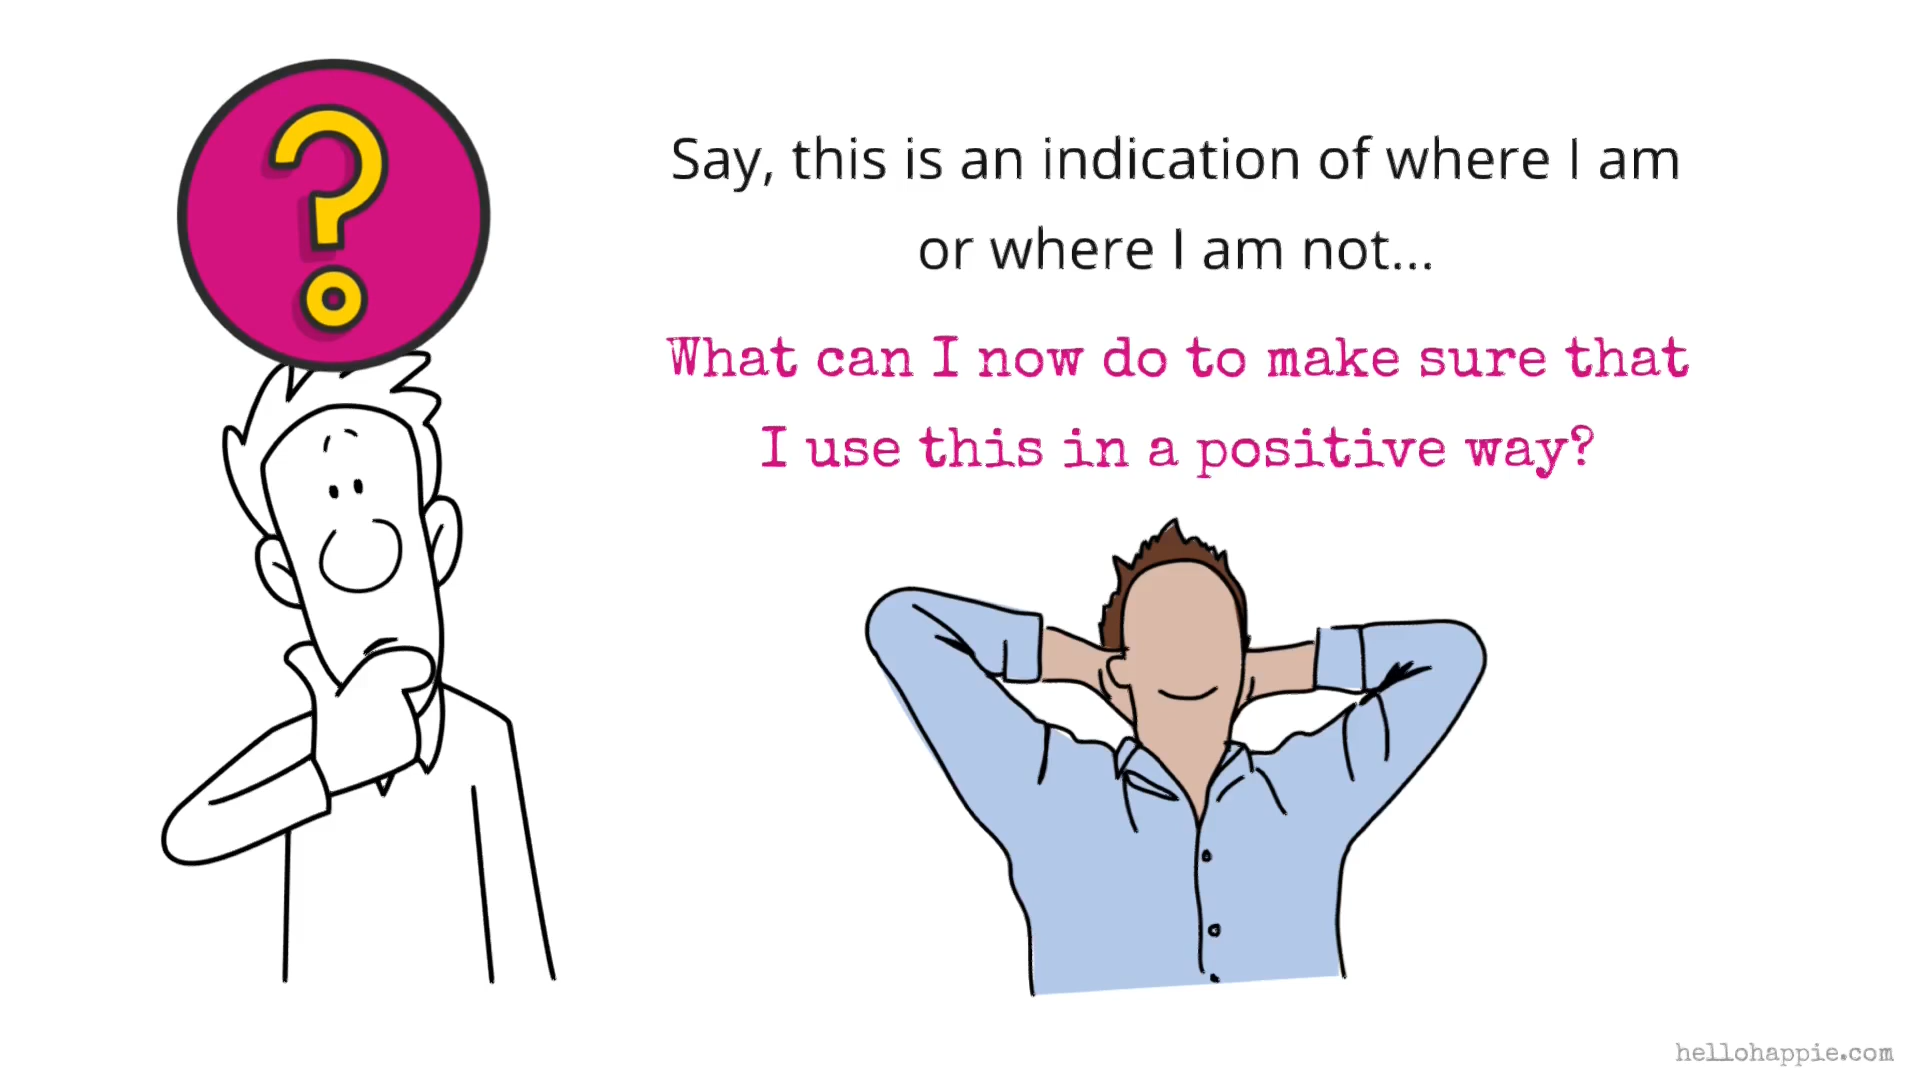 Say, this is an indication of where I am
or where I am not...
What can I now do to make sure that
I use this in a positive way?
hellohappie.com